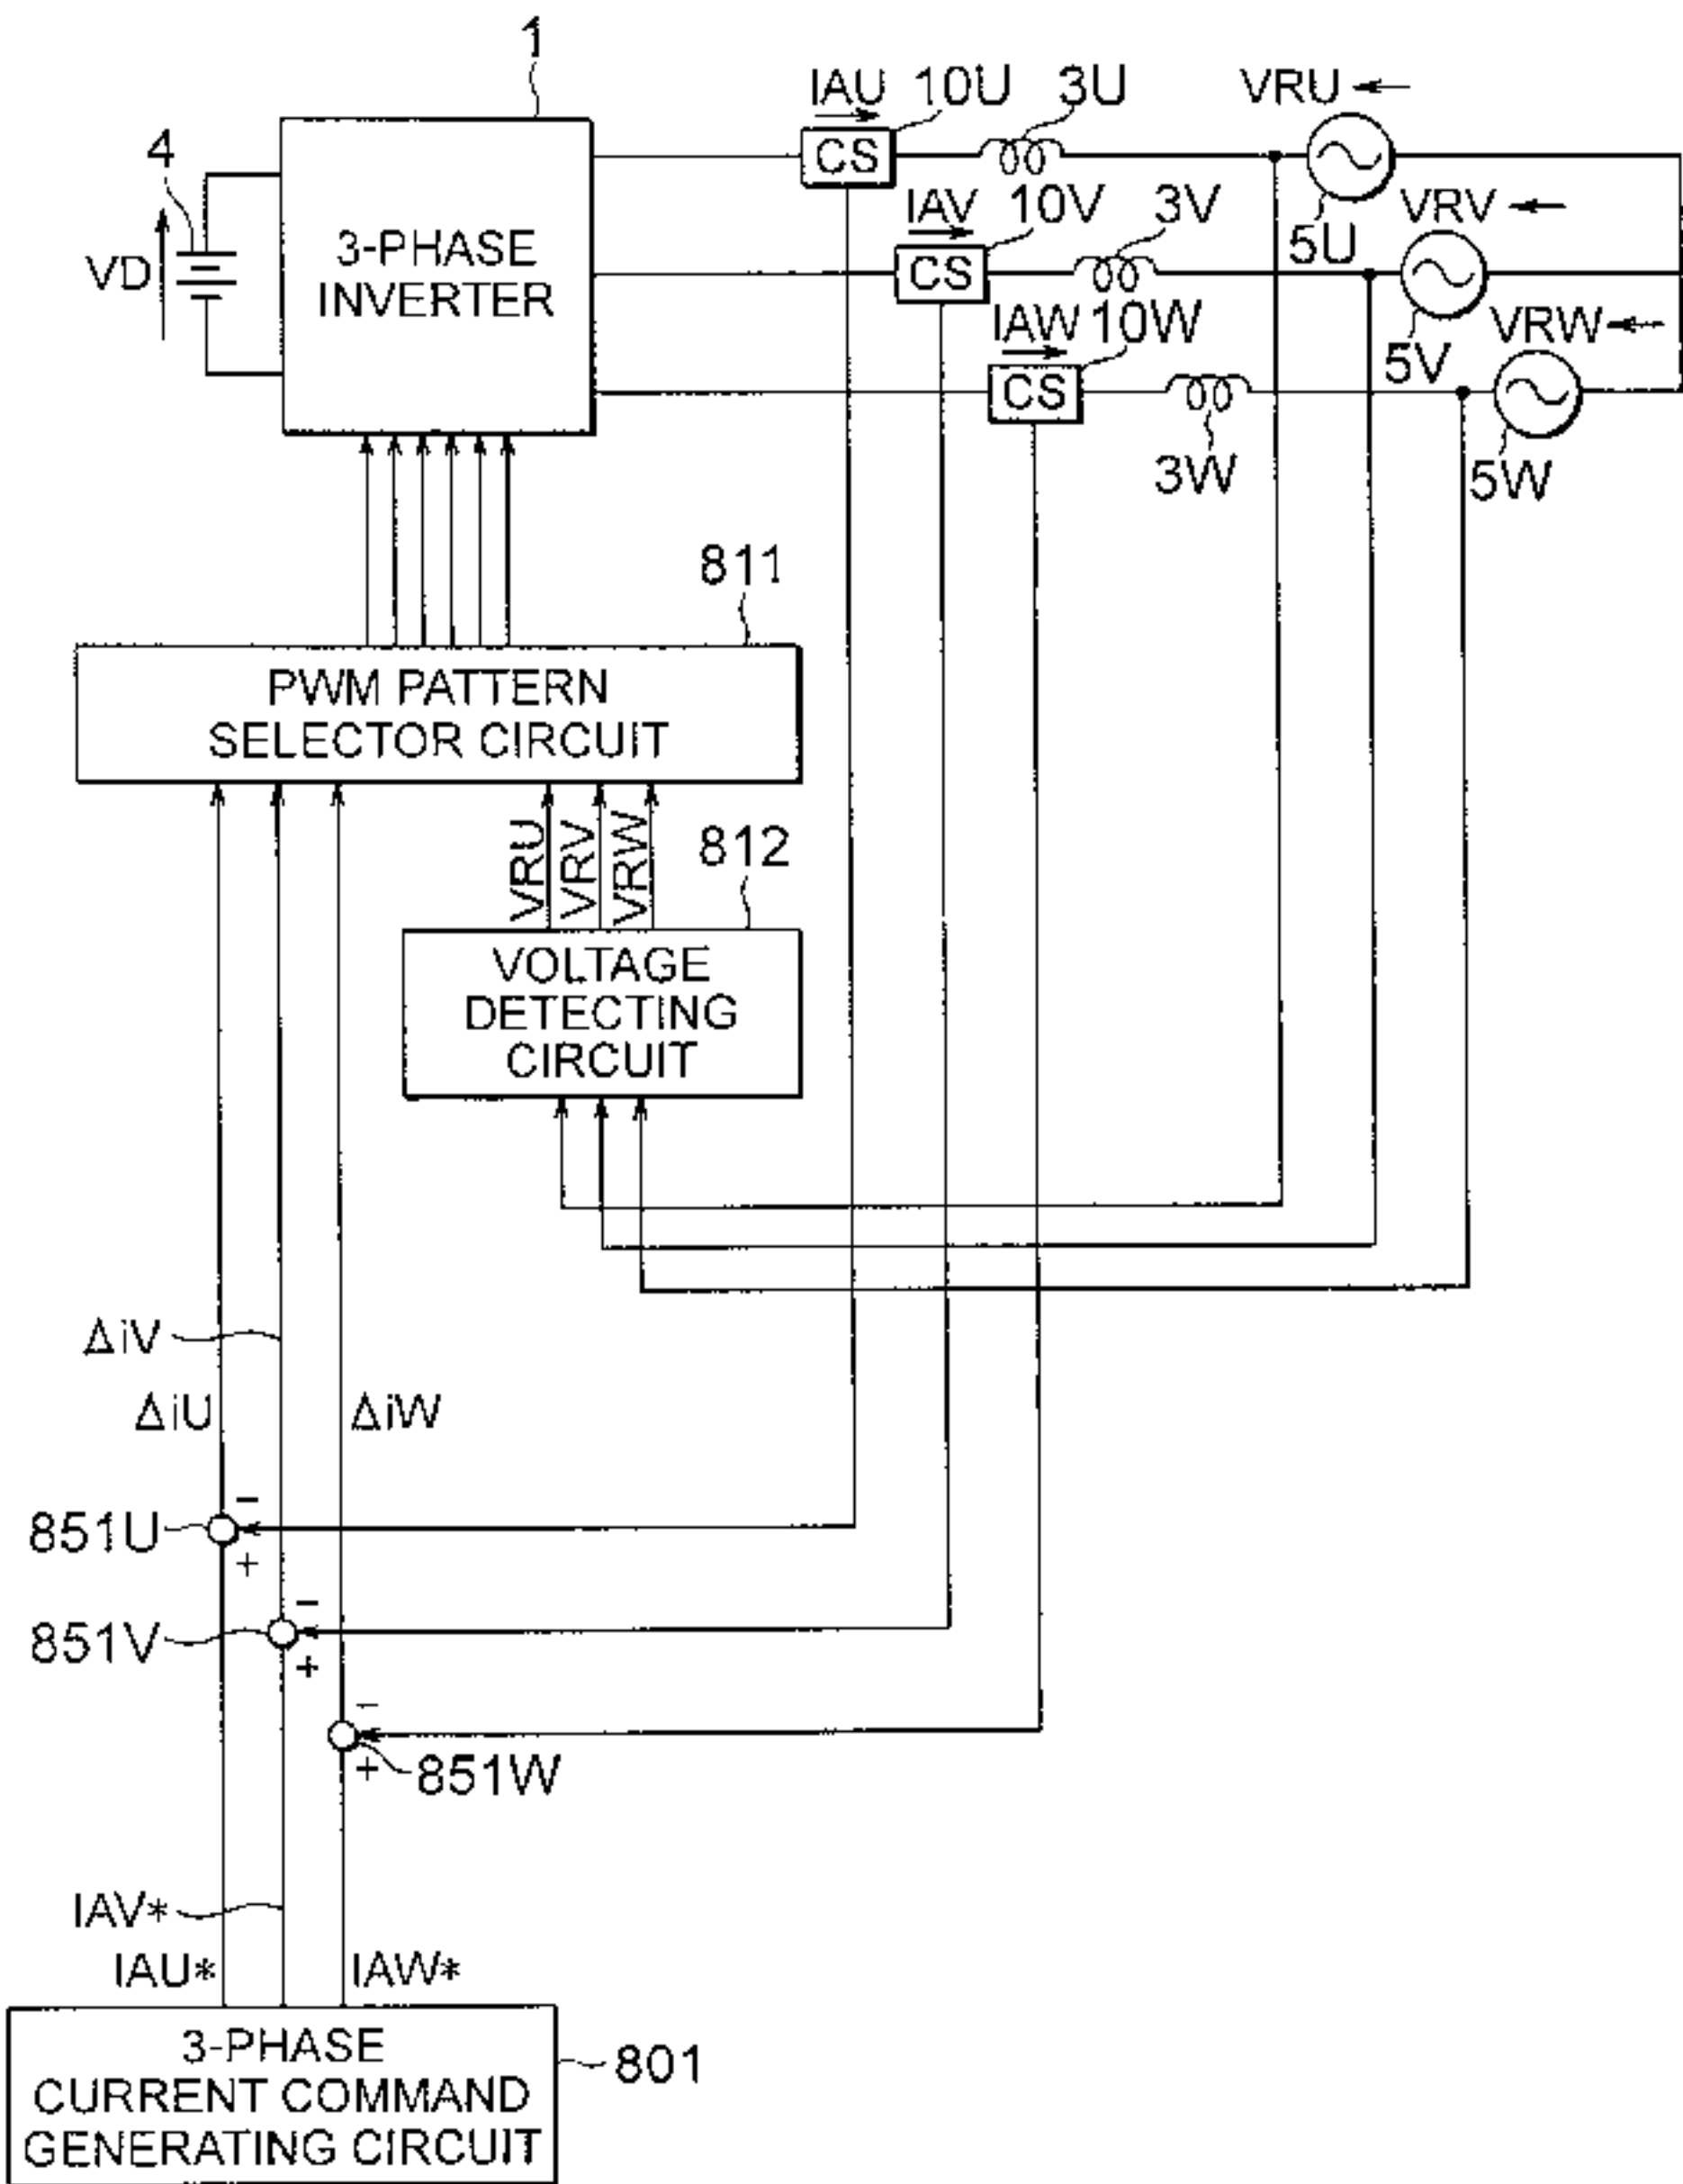 1
IAU 10U 3U VRU
4
CS
IAV 10V 3V VRV
5U
VD
3-PHASE
INVERTER
CS
IAW 10W VRW
5V
CS
3W
5W
811
PWM PATTERN
SELECTOR CIRCUIT
VRU
VRV
VRW
812
VOLTAGE
DETECTING
CIRCUIT
ΔiV
ΔiU
ΔiW
-
851U
+
-
851V
+
-
+
851W
IAV*
IAU*
IAW*
3-PHASE
CURRENT COMMAND
GENERATING CIRCUIT
801